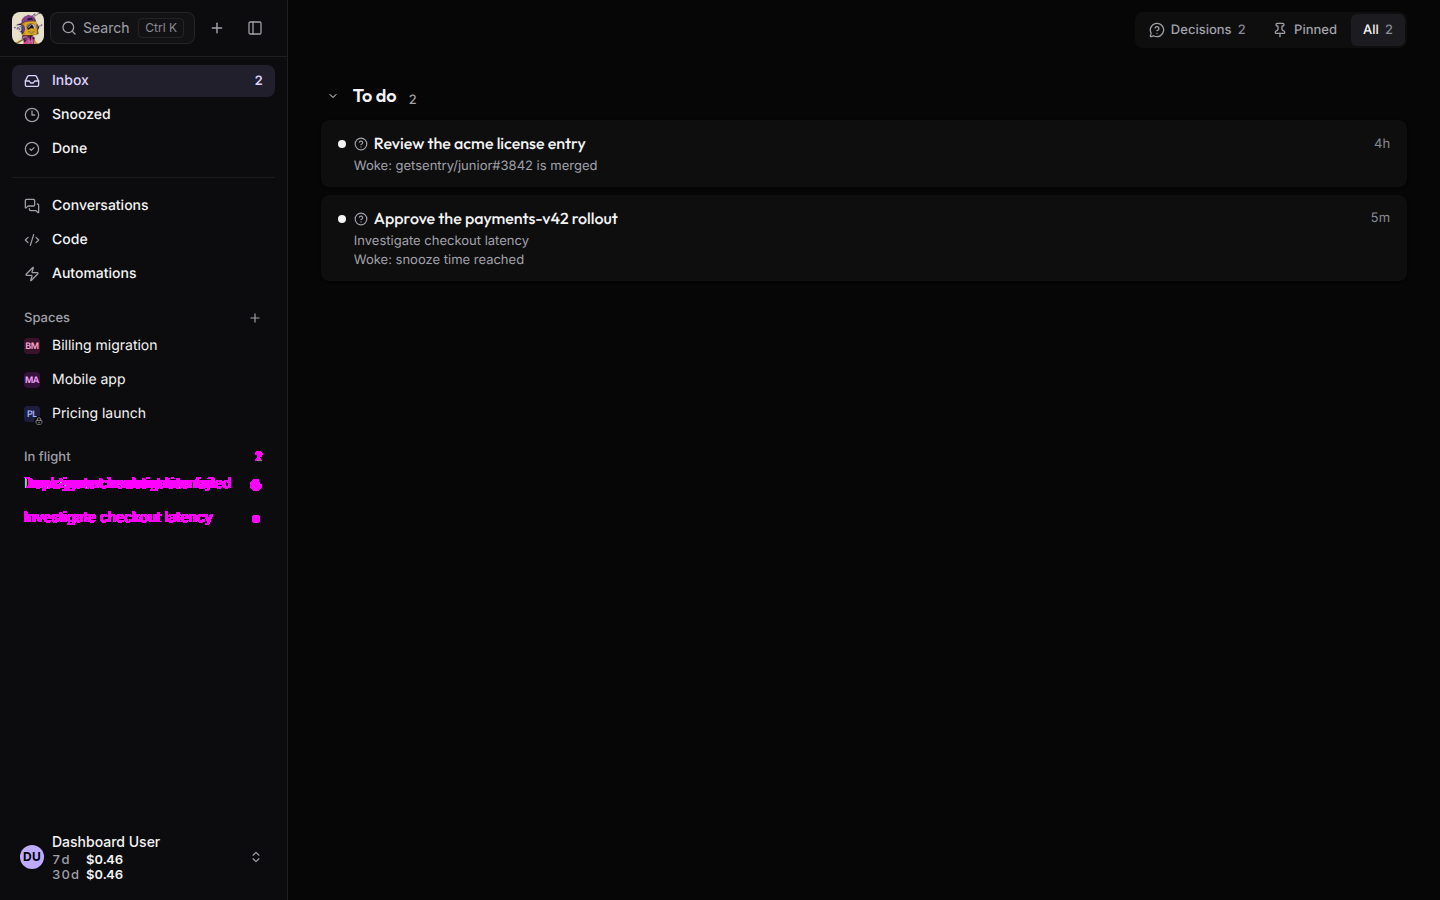 Search Ctrl K
Inbox 2
Snoozed
Done
Conversations
Code
Automations
Spaces
BM Billing migration
MA Mobile app
PL Pricing launch
In flight
Investigate checkout latency
DU Dashboard User
7d $0.46
30d $0.46
Decisions 2 Pinned All 2
To do 2
Review the acme license entry 4h
Woke: getsentry/junior#3842 is merged
Approve the payments-v42 rollout 5m
Investigate checkout latency
Woke: snooze time reached